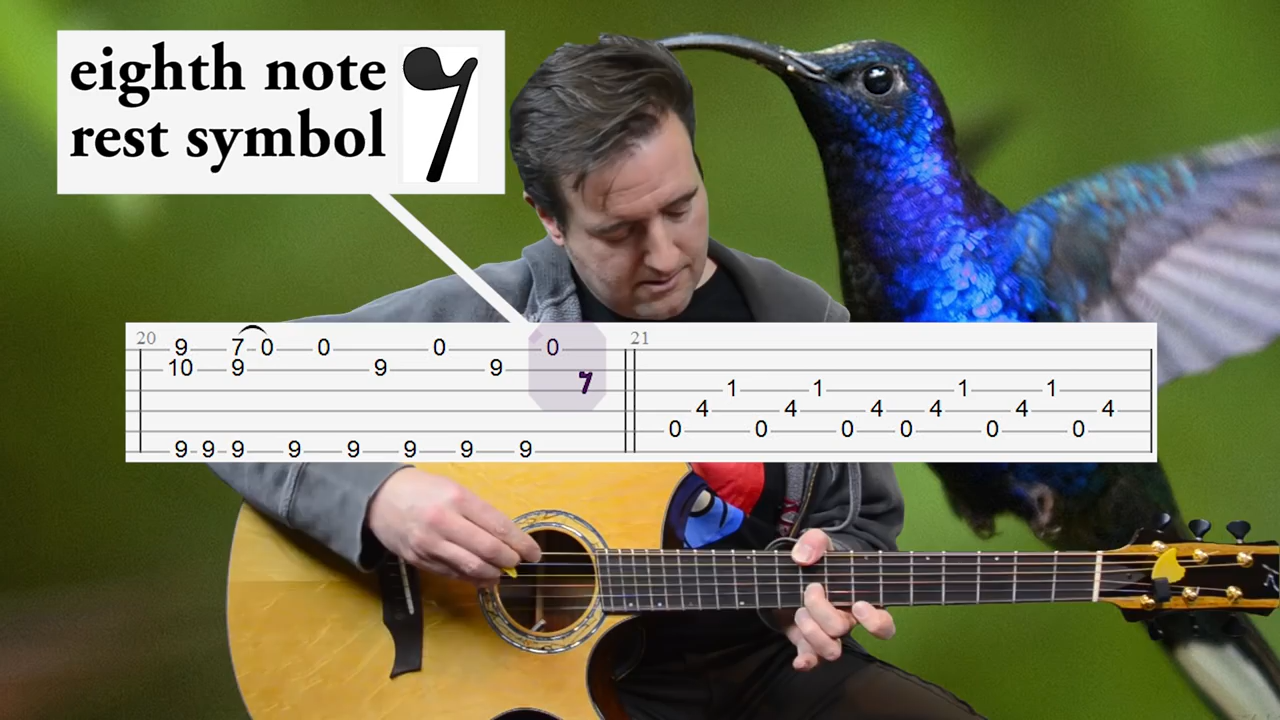 eighth note
rest symbol
20 21
9 7 0 0 0 0
10 9 9 9
1 1 1 1
4 4 4 4 4 4
0 0 0 0 0 0
9 9 9 9 9 9 9 9